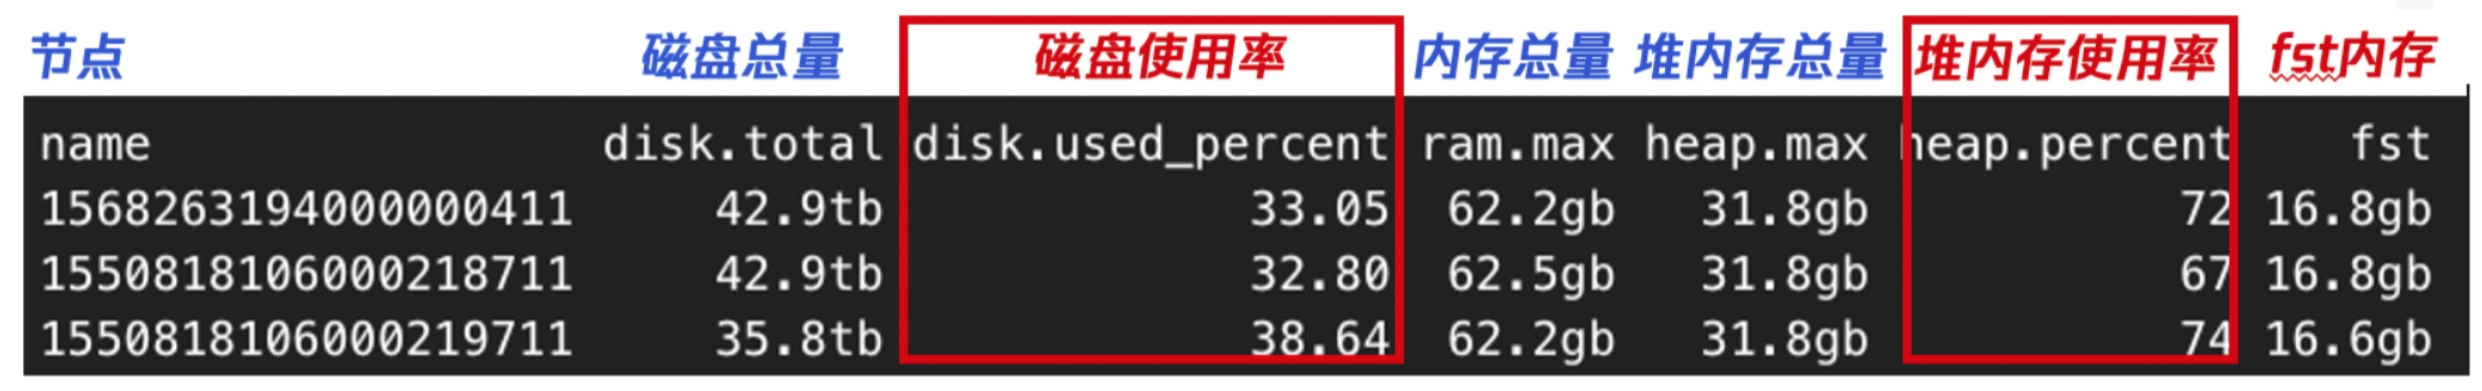 节点 磁盘总量 磁盘使用率 内存总量 堆内存总量 堆内存使用率 fst内存
name disk.total disk.used_percent ram.max heap.max heap.percent fst
1568263194000000411 42.9tb 33.05 62.2gb 31.8gb 72 16.8gb
1550818106000218711 42.9tb 32.80 62.5gb 31.8gb 67 16.8gb
1550818106000219711 35.8tb 38.64 62.2gb 31.8gb 74 16.6gb